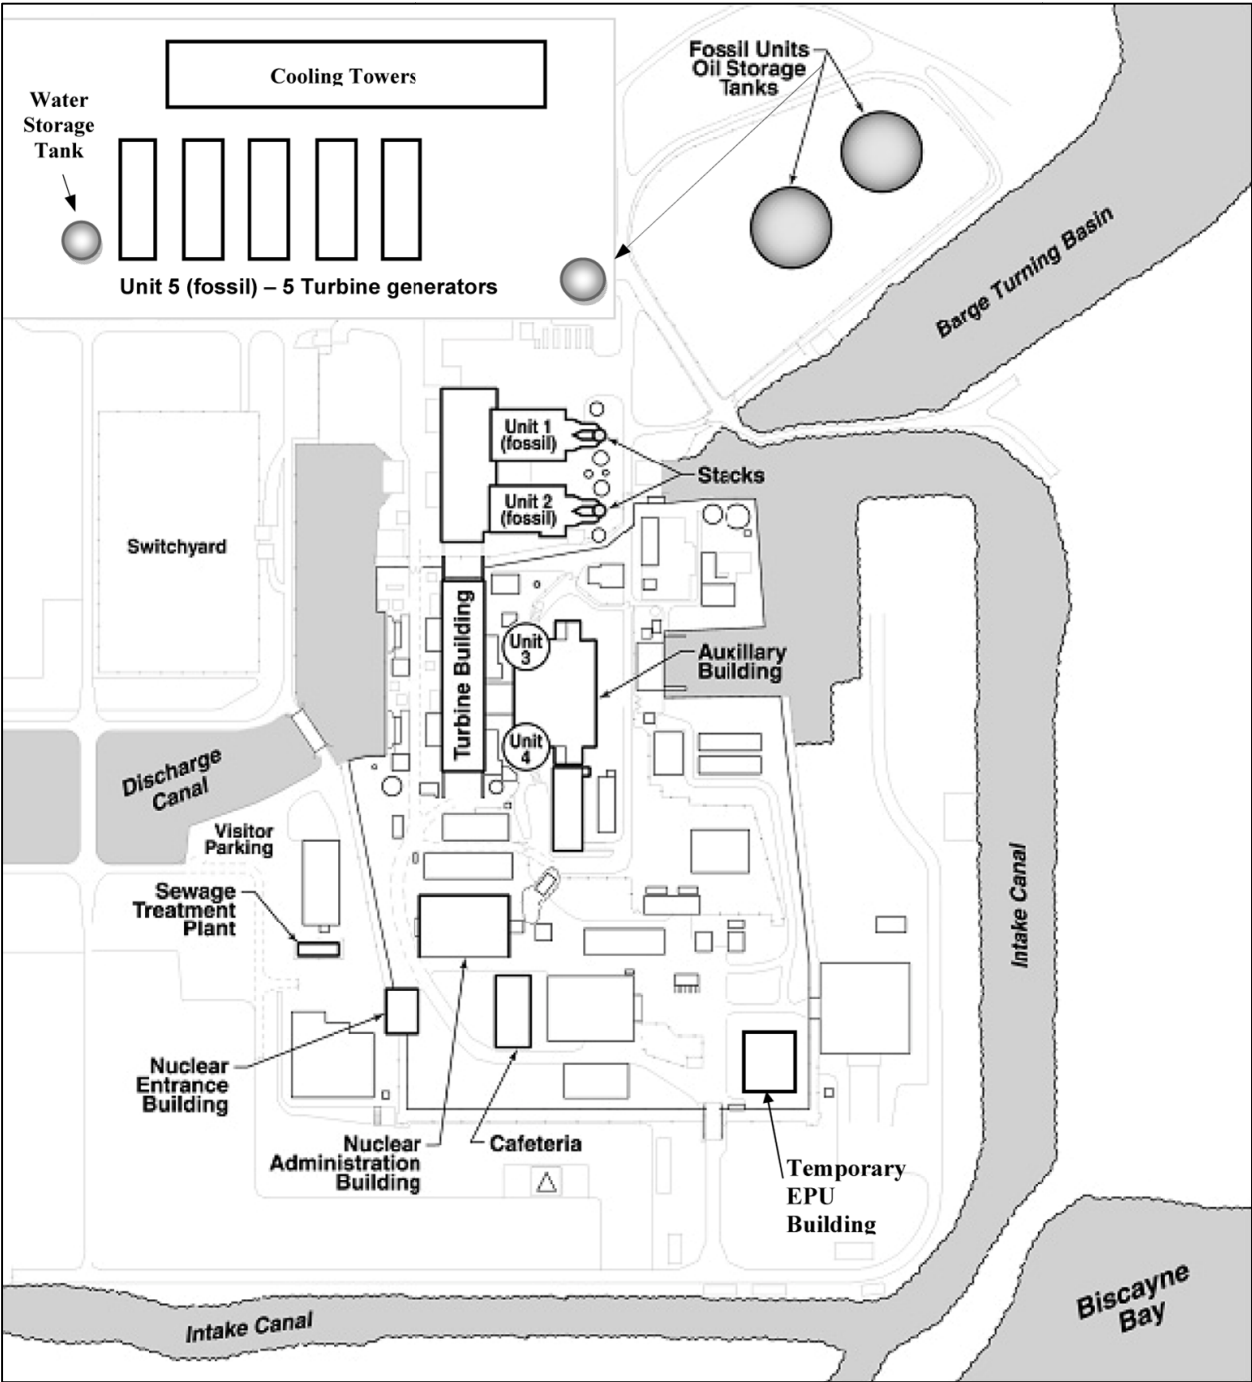 Cooling Towers
Water
Storage
Tank
Unit 5 (fossil) – 5 Turbine generators
Fossil Units
Oil Storage
Tanks
Barge Turning Basin
Unit 1
(fossil)
Stacks
Unit 2
(fossil)
Switchyard
Turbine Building
Unit
3
Auxillary
Building
Unit
4
Discharge
Canal
Visitor
Parking
Sewage
Treatment
Plant
Intake Canal
Nuclear
Entrance
Building
Nuclear
Administration
Building
Cafeteria
Temporary
EPU
Building
Biscayne
Bay
Intake Canal